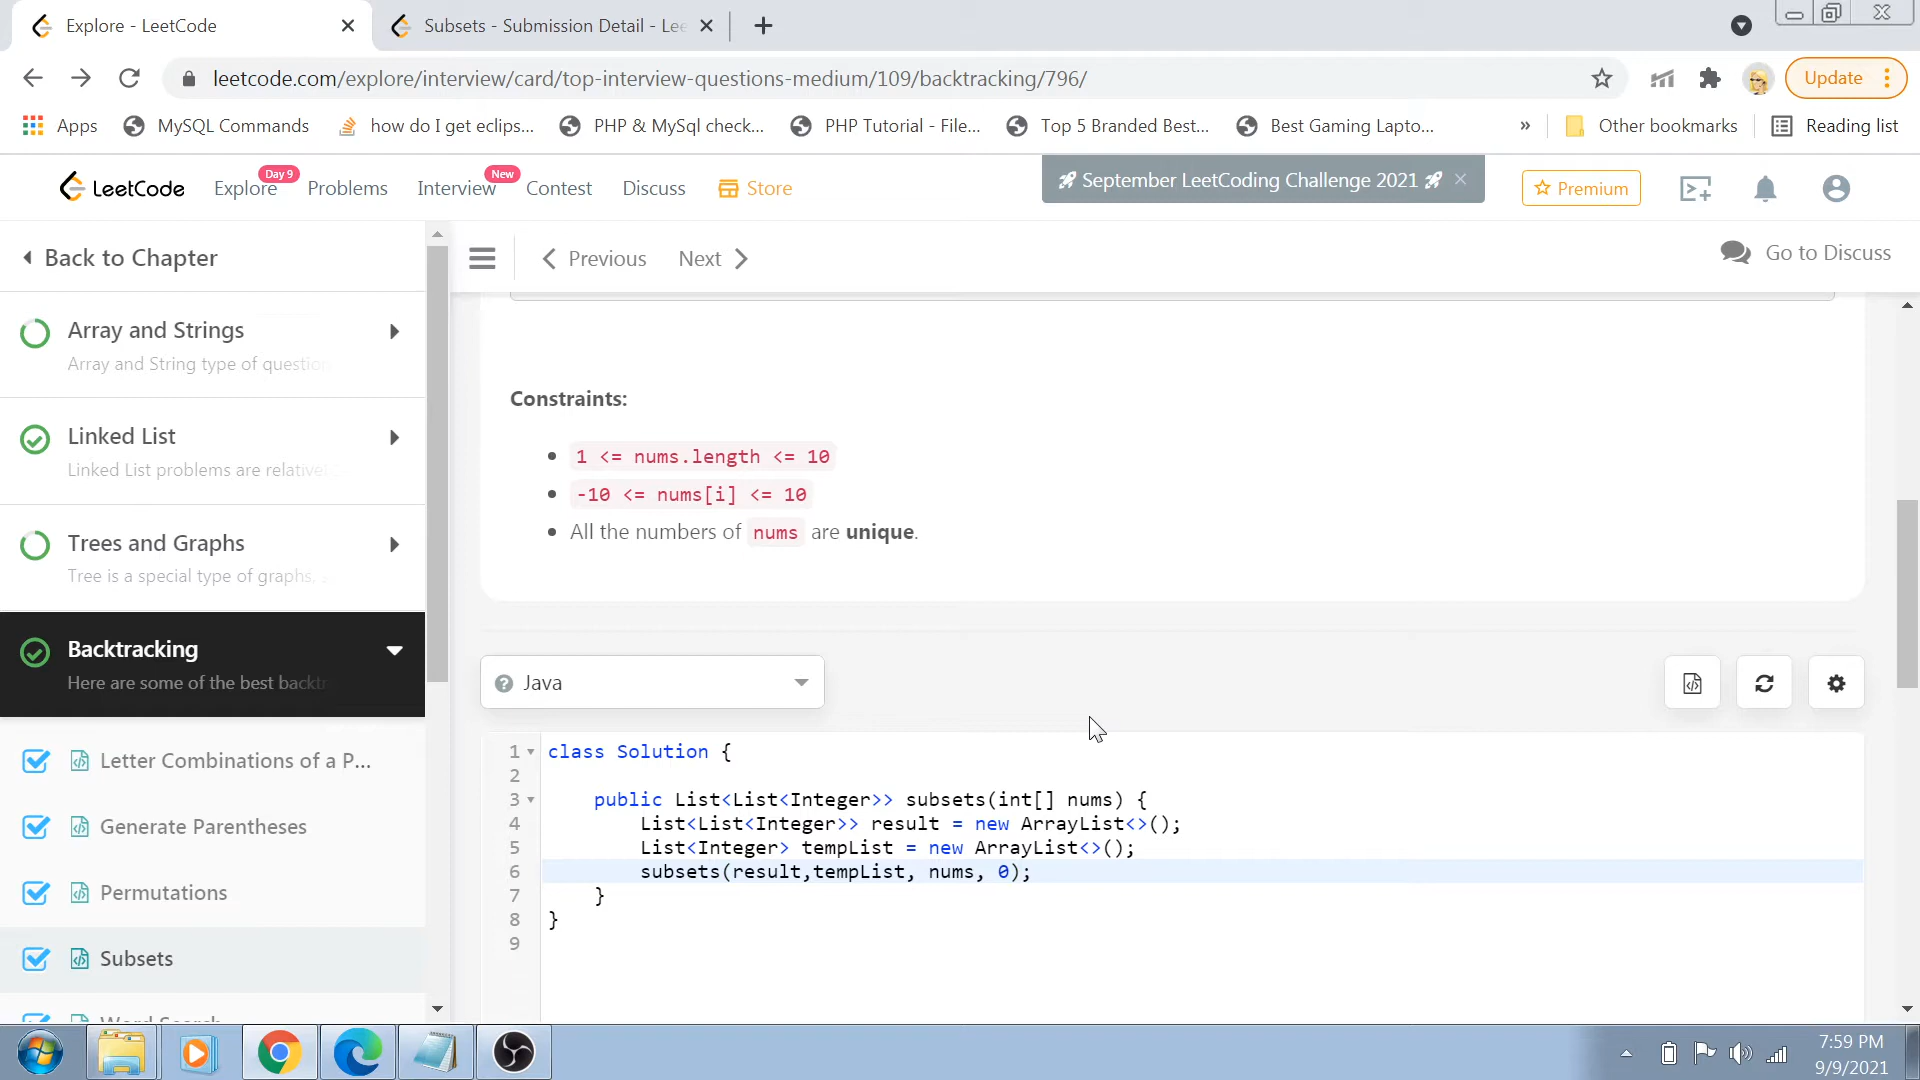 Explore - LeetCode
Subsets - Submission Detail - Lee
leetcode.com/explore/interview/card/top-interview-questions-medium/109/backtracking/796/
Update
Apps
MySQL Commands
how do I get eclips...
PHP & MySql check...
PHP Tutorial - File...
Top 5 Branded Best...
Best Gaming Lapto...
»
Other bookmarks
Reading list
LeetCode
Explore
Day 9
Problems
Interview
New
Contest
Discuss
Store
September LeetCoding Challenge 2021
Premium
Back to Chapter
Previous
Next
Go to Discuss
Array and Strings
Array and String type of question
Linked List
Linked List problems are relative
Trees and Graphs
Tree is a special type of graphs.
Backtracking
Here are some of the best backtr
Letter Combinations of a P...
Generate Parentheses
Permutations
Subsets
Word Search
Constraints:
1 <= nums.length <= 10
-10 <= nums[i] <= 10
All the numbers of nums are unique.
Java
1 class Solution {
2
3 public List<List<Integer>> subsets(int[] nums) {
4 List<List<Integer>> result = new ArrayList<>();
5 List<Integer> tempList = new ArrayList<>();
6 subsets(result,tempList, nums, 0);
7 }
8 }
9
7:59 PM
9/9/2021